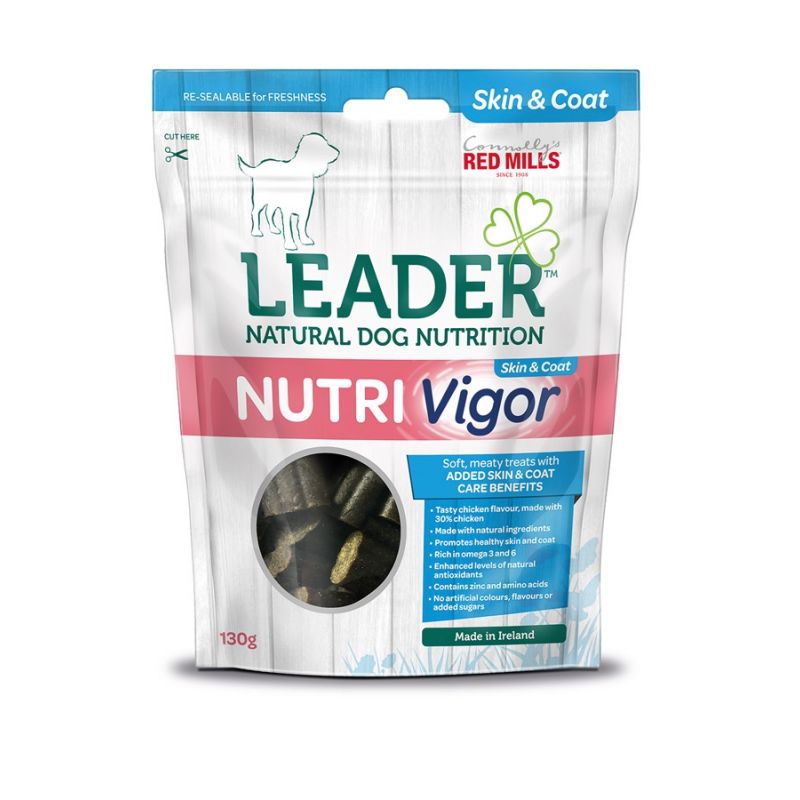 RE-SEALABLE for FRESHNESS
Skin & Coat
CUT HERE
Connolly's
RED MILLS
SINCE 1908
LEADER™
NATURAL DOG NUTRITION
Skin & Coat
NUTRI Vigor
Soft, meaty treats with
ADDED SKIN & COAT
CARE BENEFITS
• Tasty chicken flavour, made with
30% chicken
• Made with natural ingredients
• Promotes healthy skin and coat
• Rich in omega 3 and 6
• Enhanced levels of natural
antioxidants
• Contains zinc and amino acids
• No artificial colours, flavours or
added sugars
130g
Made in Ireland